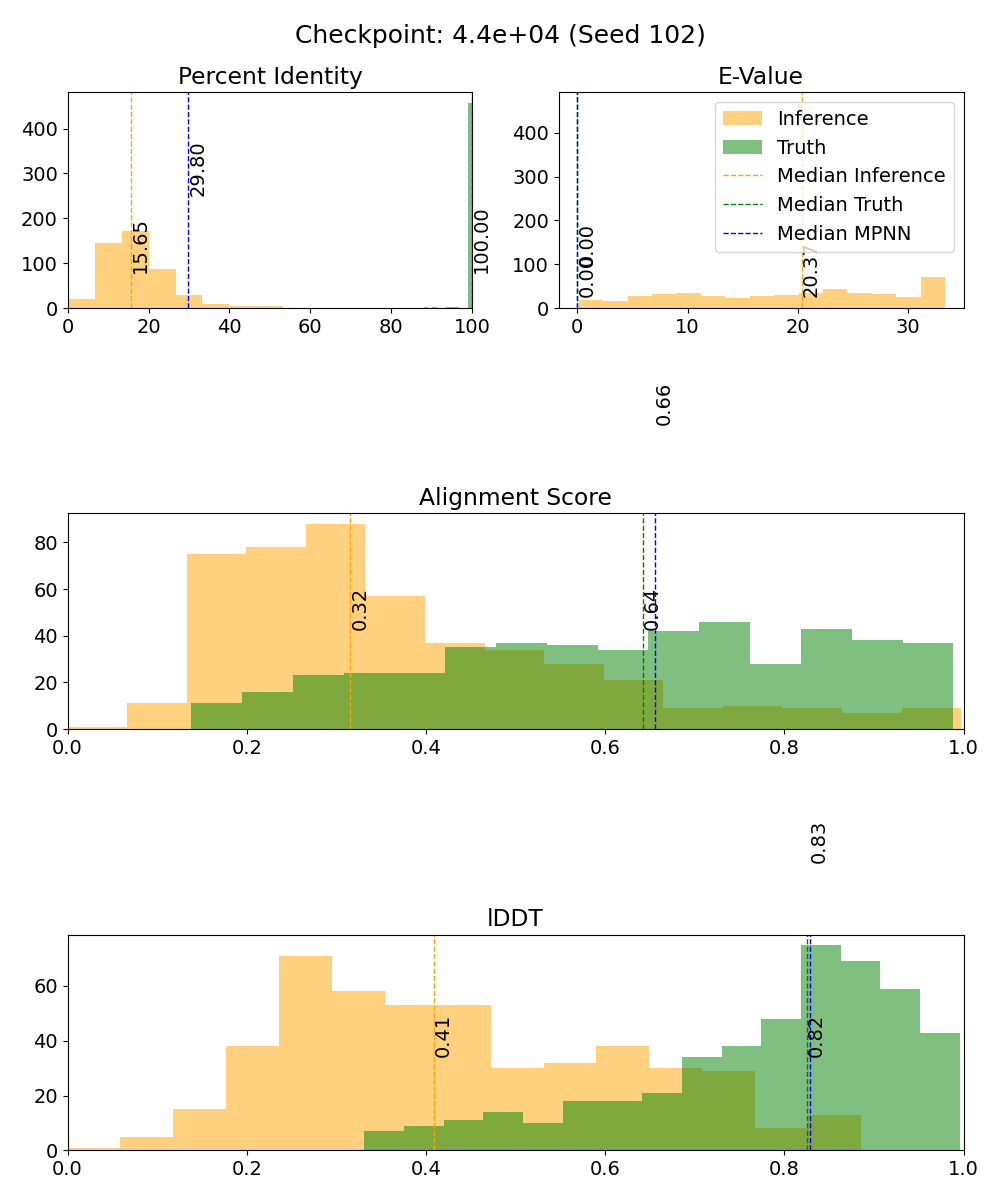 Checkpoint: 4.4e+04 (Seed 102)
Percent Identity
400
300
200
100
0
29.80
15.65
100.00
0 20 40 60 80 100
E-Value
400
300
200
100
0
Inference
Truth
Median Inference
Median Truth
Median MPNN
0.00
0.00
20.37
0 10 20 30
0.66
Alignment Score
80
60
40
20
0
0.32
0.64
0.0 0.2 0.4 0.6 0.8 1.0
0.83
lDDT
60
40
20
0
0.41
0.82
0.0 0.2 0.4 0.6 0.8 1.0